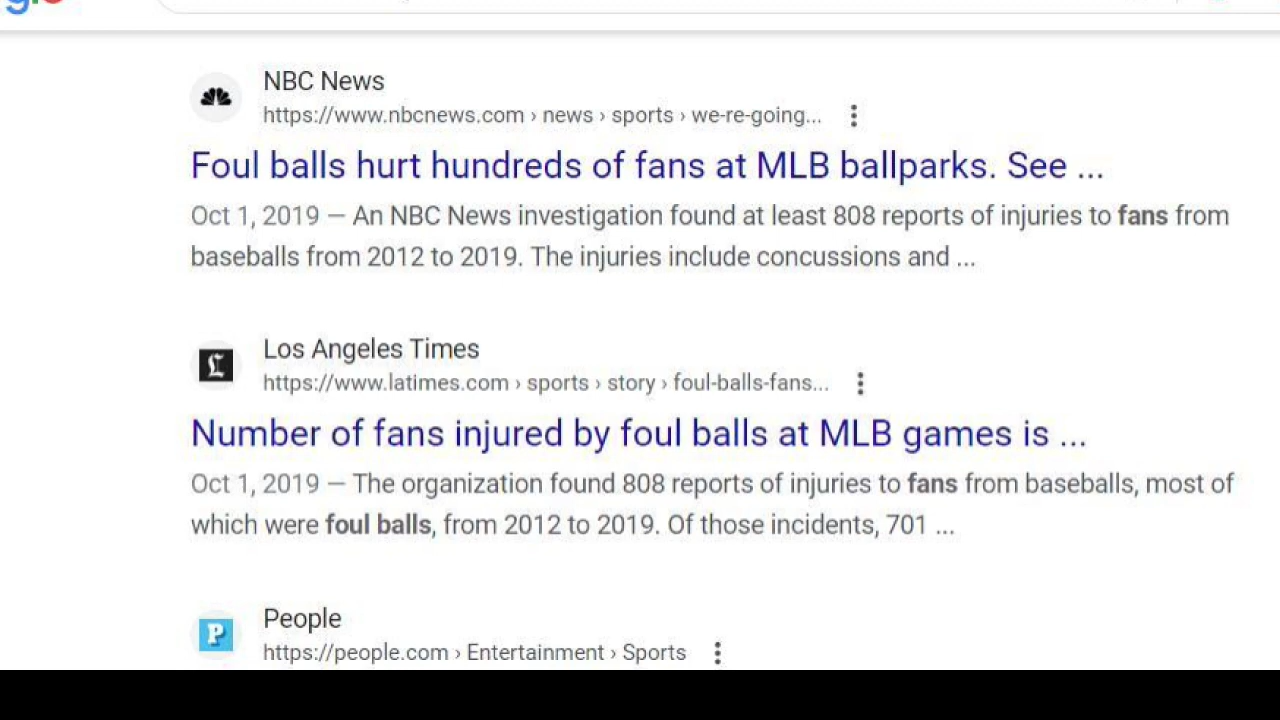 NBC News
https://www.nbcnews.com › news › sports › we-re-going...
Foul balls hurt hundreds of fans at MLB ballparks. See ...
Oct 1, 2019 — An NBC News investigation found at least 808 reports of injuries to fans from
baseballs from 2012 to 2019. The injuries include concussions and ...
Los Angeles Times
https://www.latimes.com › sports › story › foul-balls-fans...
Number of fans injured by foul balls at MLB games is ...
Oct 1, 2019 — The organization found 808 reports of injuries to fans from baseballs, most of
which were foul balls, from 2012 to 2019. Of those incidents, 701 ...
People
https://people.com › Entertainment › Sports